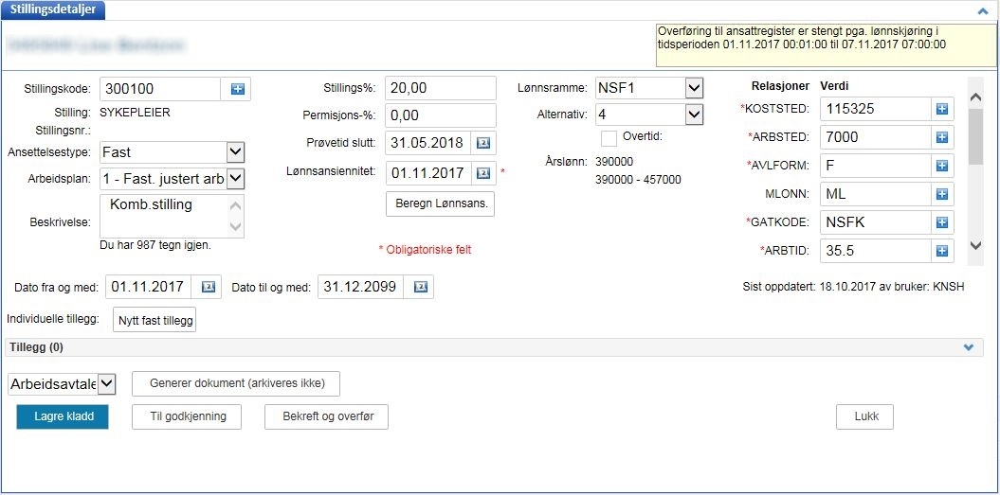 Stillingsdetaljer
Overføring til ansattregister er stengt pga. lønnskjøring i
tidsperioden 01.11.2017 00:01:00 til 07.11.2017 07:00:00
Stillingskode: 300100
Stilling: SYKEPLEIER
Stillingsnr.:
Ansettelsestype: Fast
Arbeidsplan: 1 - Fast. justert arb
Beskrivelse: Komb.stilling
Du har 987 tegn igjen.
Stillings%: 20,00
Permisjons-%: 0,00
Prøvetid slutt: 31.05.2018
Lønnsansiennitet: 01.11.2017 *
Beregn Lønnsans.
* Obligatoriske felt
Lønnsramme: NSF1
Alternativ: 4
Overtid:
Årslønn: 390000
390000 - 457000
Relasjoner Verdi
*KOSTSTED: 115325
*ARBSTED: 7000
*AVLFORM: F
MLONN: ML
*GATKODE: NSFK
*ARBTID: 35.5
Dato fra og med: 01.11.2017 Dato til og med: 31.12.2099
Sist oppdatert: 18.10.2017 av bruker: KNSH
Individuelle tillegg: Nytt fast tillegg
Tillegg (0)
Arbeidsavtale Generer dokument (arkiveres ikke)
Lagre kladd Til godkjenning Bekreft og overfør Lukk